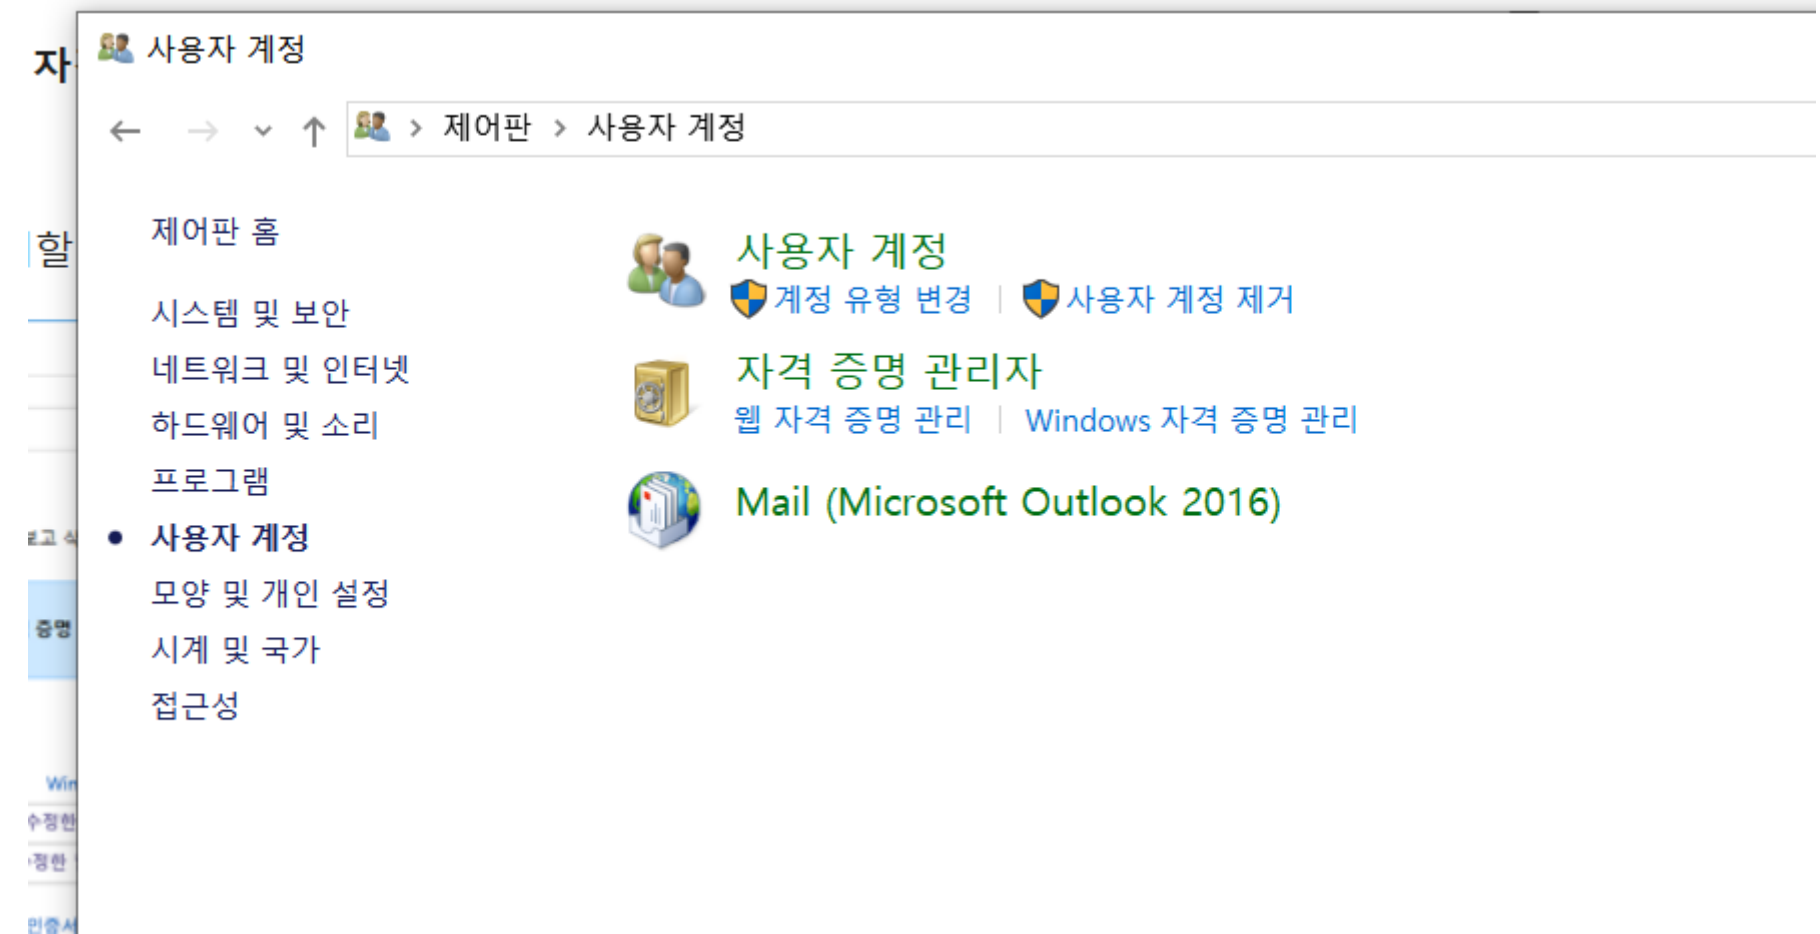 사용자 계정
제어판 > 사용자 계정
제어판 홈
시스템 및 보안
네트워크 및 인터넷
하드웨어 및 소리
프로그램
사용자 계정
모양 및 개인 설정
시계 및 국가
접근성
사용자 계정
계정 유형 변경 | 사용자 계정 제거
자격 증명 관리자
웹 자격 증명 관리 | Windows 자격 증명 관리
Mail (Microsoft Outlook 2016)
할
증명